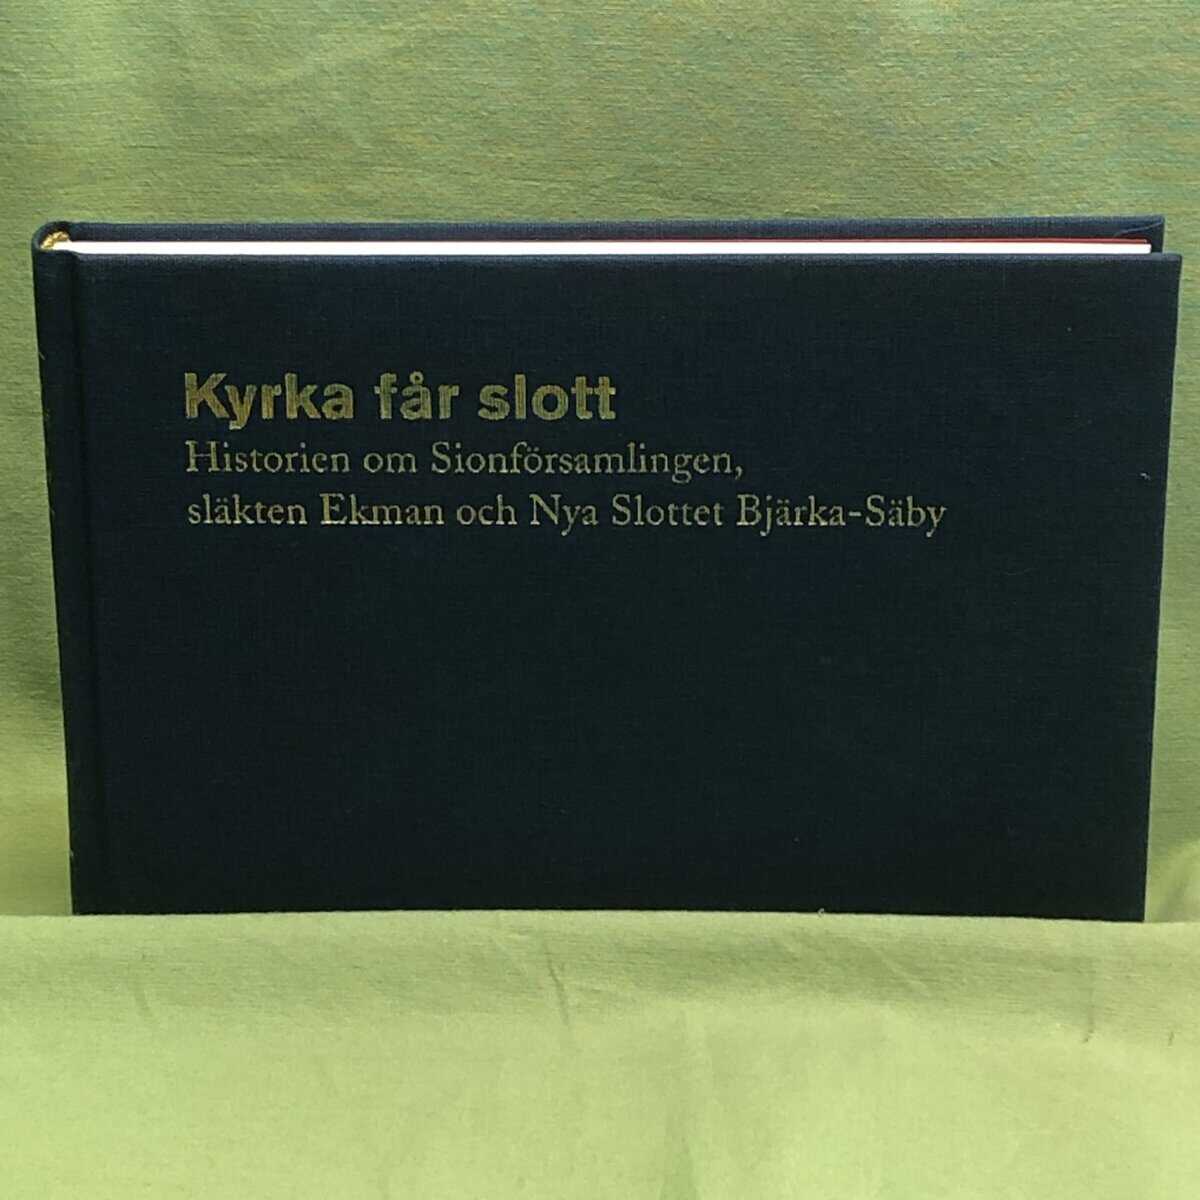 Kyrka får slott
Historien om Sionförsamlingen,
släkten Ekman och Nya Slottet Bjärka-Säby